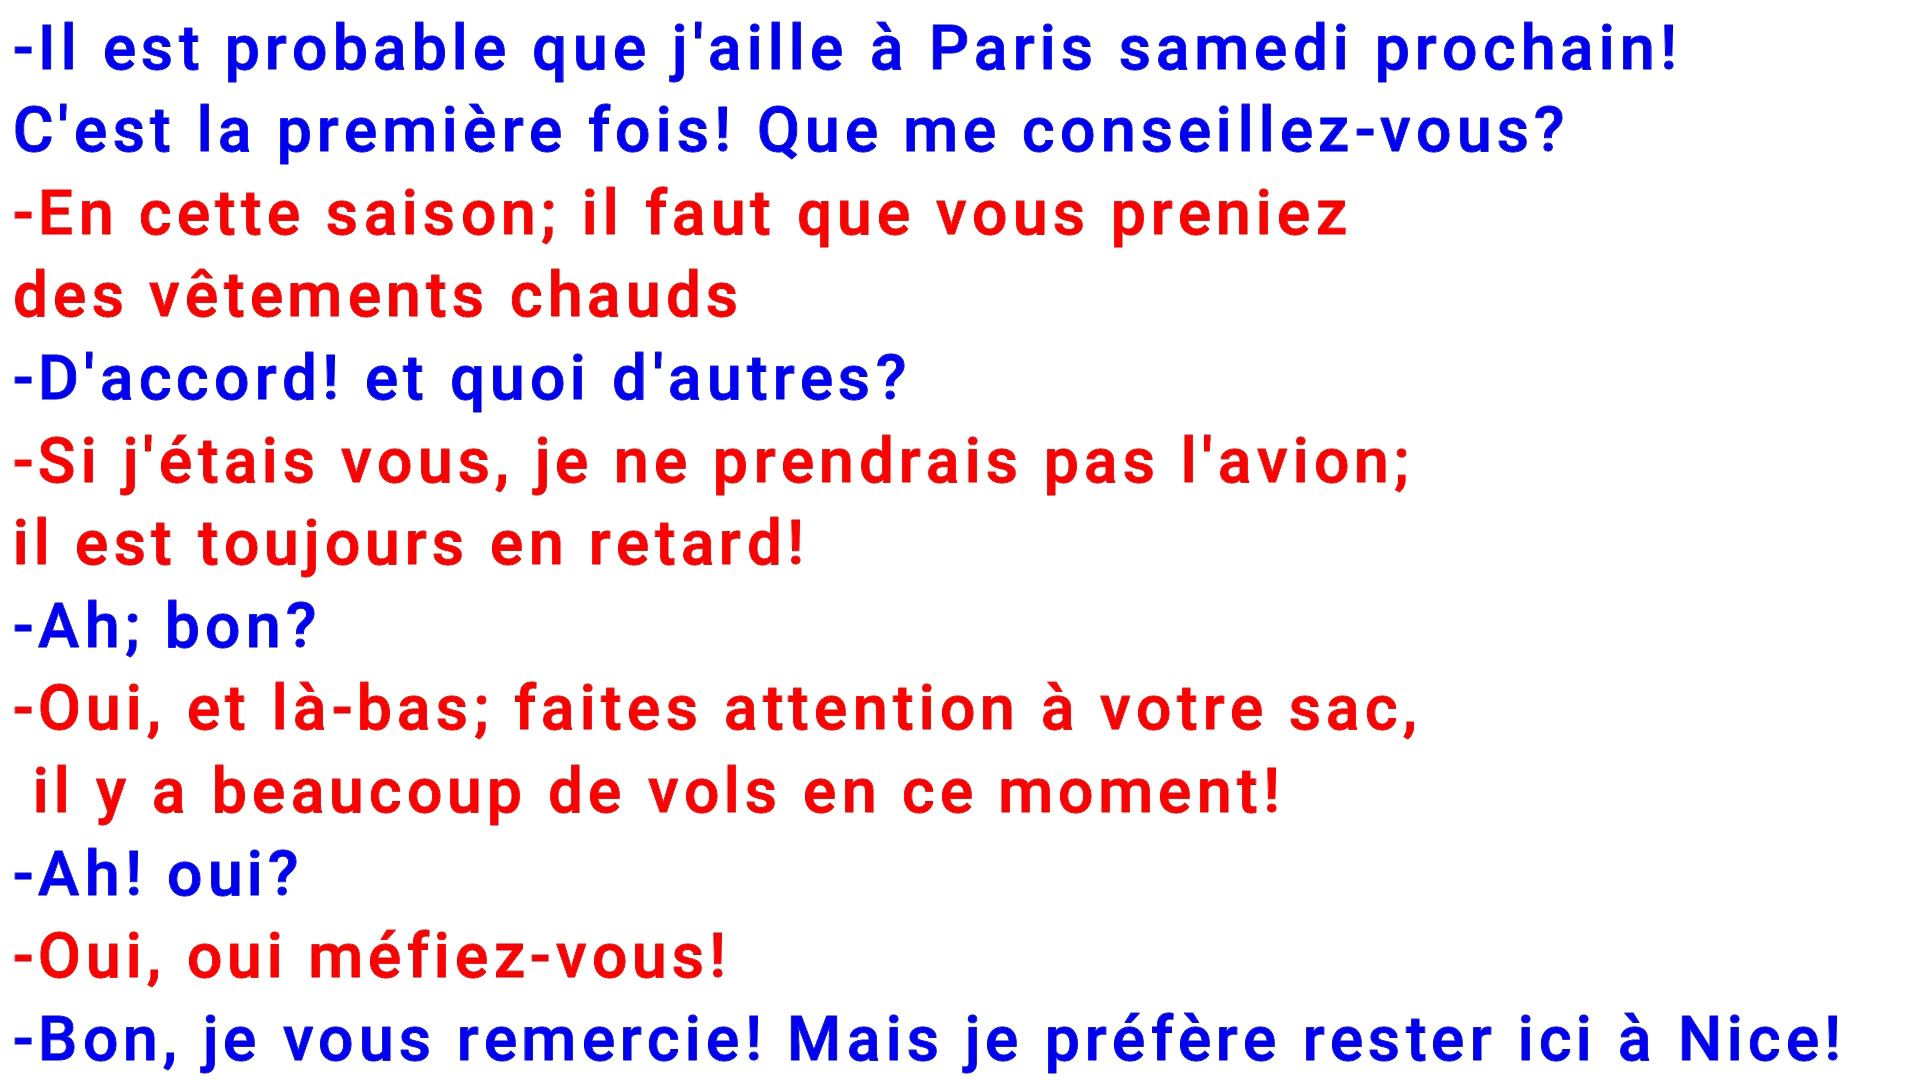 -Il est probable que j'aille à Paris samedi prochain!
C'est la première fois! Que me conseillez-vous?
-En cette saison; il faut que vous preniez
des vêtements chauds
-D'accord! et quoi d'autres?
-Si j'étais vous, je ne prendrais pas l'avion;
il est toujours en retard!
-Ah; bon?
-Oui, et là-bas; faites attention à votre sac,
il y a beaucoup de vols en ce moment!
-Ah! oui?
-Oui, oui méfiez-vous!
-Bon, je vous remercie! Mais je préfère rester ici à Nice!